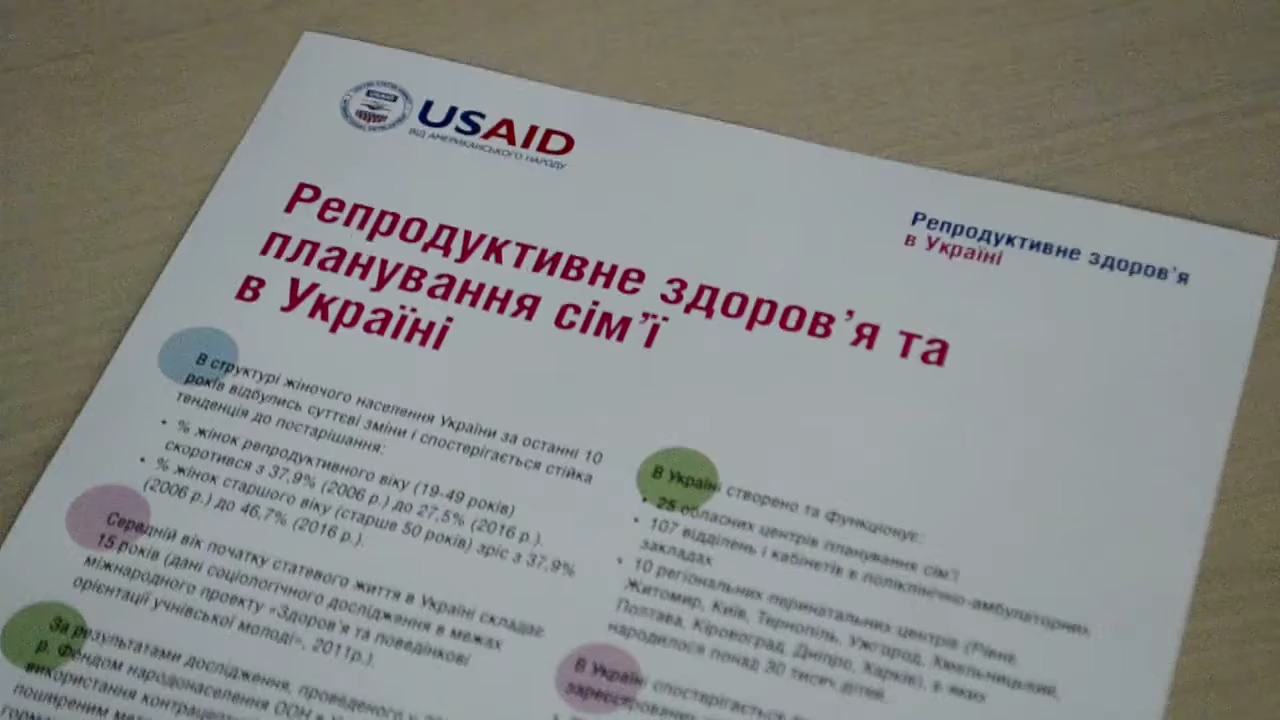 USAID
ВІД АМЕРИКАНСЬКОГО НАРОДУ
Репродуктивне здоров'я
в Україні
Репродуктивне здоров'я та
планування сім'ї
в Україні
В структурі жіночого населення України за останні 10
років відбулись суттєві зміни і спостерігається стійка
тенденція до постарішання:
• % жінок репродуктивного віку (19-49 років)
скоротився з 37,9% (2006 р.) до 27,5% (2016 р.).
• % жінок старшого віку (старше 50 років) зріс з 37,9%
(2006 р.) до 46,7% (2016 р.).
Середній вік початку статевого життя в Україні складає
15 років (дані соціологічного дослідження в межах
міжнародного проекту «Здоров'я та поведінкові
орієнтації учнівської молоді», 2011р.).
За результатами дослідження, проведеного у
р. Фондом народонаселення ООН в
використання
поширеним
В Україні створено та функціонує:
• 25 обласних центрів планування сім'ї
• 107 відділень і кабінетів в поліклінічно-амбулаторних
закладах
• 10 регіональних перинатальних центрів (Рівне,
Житомир, Київ, Тернопіль, Ужгород, Хмельницький,
Полтава, Кіровоград, Дніпро, Харків), в яких
народилося понад 30 тисяч дітей.
В Україні спостерігається
зареєстрованих